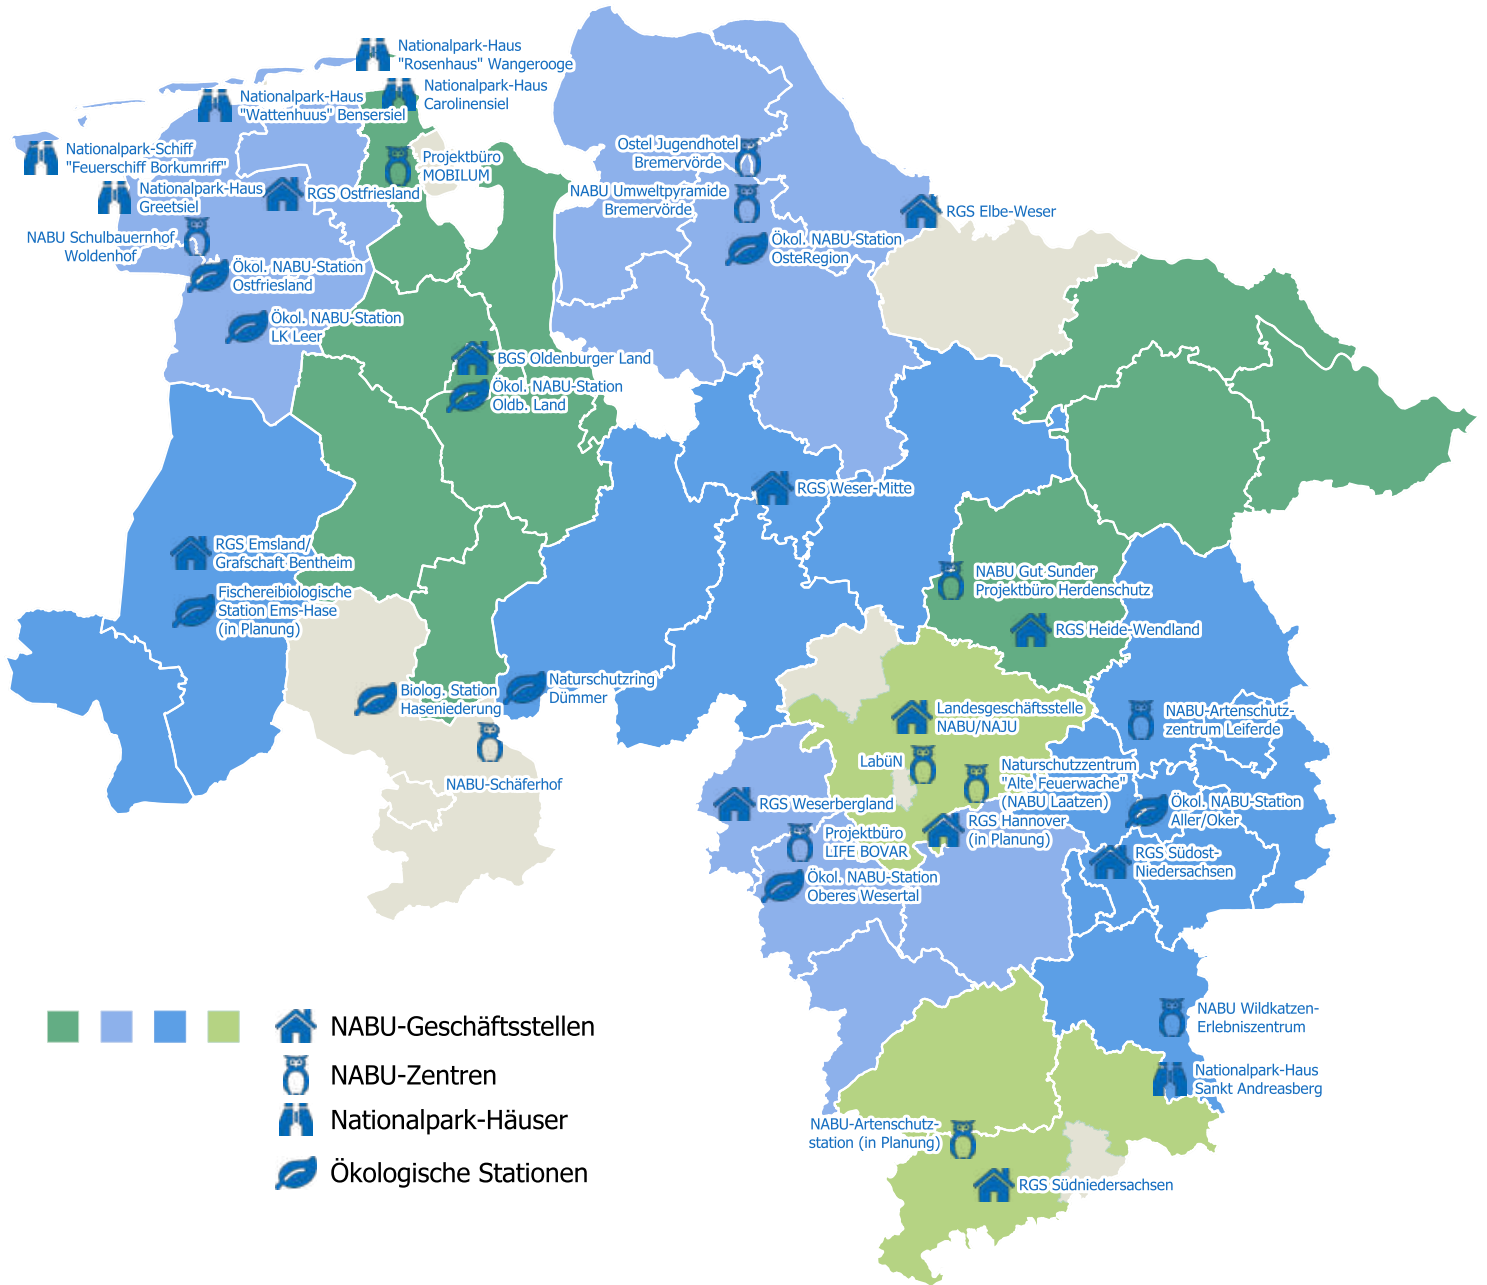 Nationalpark-Haus
"Rosenhaus" Wangerooge
Nationalpark-Haus
Carolinensiel
Nationalpark-Haus
"Wattenhuus" Bensersiel
Nationalpark-Schiff
"Feuerschiff Borkumriff"
Nationalpark-Haus
Greetsiel
Projektbüro
MOBILUM
RGS Ostfriesland
NABU Schulbauernhof
Woldenhof
Ökol. NABU-Station
Ostfriesland
Ökol. NABU-Station
LK Leer
Ostel Jugendhotel
Bremervörde
NABU Umweltpyramide
Bremervörde
Ökol. NABU-Station
OsteRegion
RGS Elbe-Weser
BGS Oldenburger Land
Ökol. NABU-Station
Oldb. Land
RGS Weser-Mitte
RGS Emsland/
Grafschaft Bentheim
Fischereibiologische
Station Ems-Hase
(in Planung)
NABU Gut Sunder
Projektbüro Herdenschutz
RGS Heide-Wendland
Biolog. Station
Haseniederung
Naturschutzring
Dümmer
NABU-Schäferhof
Landesgeschäftsstelle
NABU/NAJU
LabüN
Naturschutzzentrum
"Alte Feuerwache"
(NABU Laatzen)
NABU-Artenschutz-
zentrum Leiferde
RGS Weserbergland
Projektbüro
LIFE BOVAR
RGS Hannover
(in Planung)
Ökol. NABU-Station
Aller/Oker
RGS Südost-
Niedersachsen
Ökol. NABU-Station
Oberes Wesertal
NABU Wildkatzen-
Erlebniszentrum
Nationalpark-Haus
Sankt Andreasberg
NABU-Artenschutz-
station (in Planung)
RGS Südniedersachsen
NABU-Geschäftsstellen
NABU-Zentren
Nationalpark-Häuser
Ökologische Stationen